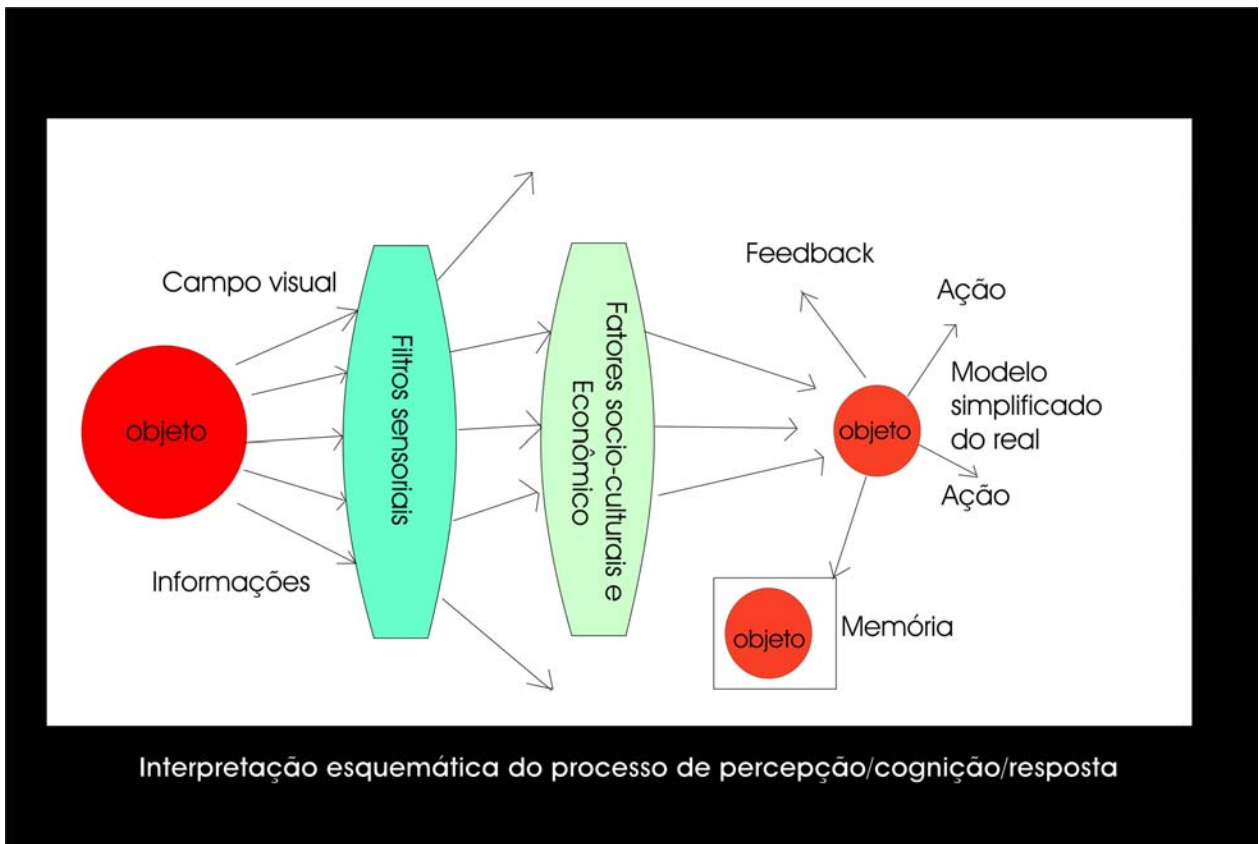 Campo visual
objeto
Informações
Filtros sensoriais
Fatores socio-culturais e
Econômico
Feedback
Ação
Modelo
simplificado
do real
objeto
Ação
objeto
Memória
Interpretação esquemática do processo de percepção/cognição/resposta